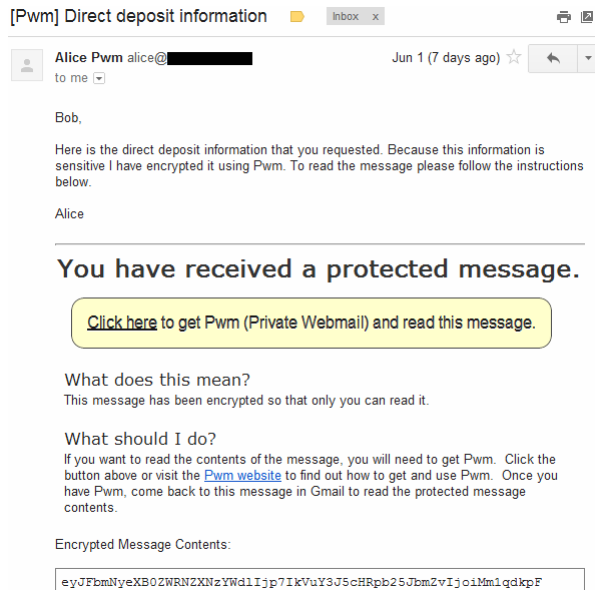 [Pwm] Direct deposit information Inbox x
Alice Pwm alice@ Jun 1 (7 days ago)
to me
Bob,
Here is the direct deposit information that you requested. Because this information is
sensitive I have encrypted it using Pwm. To read the message please follow the instructions
below.
Alice
You have received a protected message.
Click here to get Pwm (Private Webmail) and read this message.
What does this mean?
This message has been encrypted so that only you can read it.
What should I do?
If you want to read the contents of the message, you will need to get Pwm. Click the
button above or visit the Pwm website to find out how to get and use Pwm. Once you
have Pwm, come back to this message in Gmail to read the protected message
contents.
Encrypted Message Contents:
eyJFbmNyeXB0ZWRNZXNzYWdlIjp7IkVuY3J5cHRpb25JbmZvIjoiMm1qdkpF